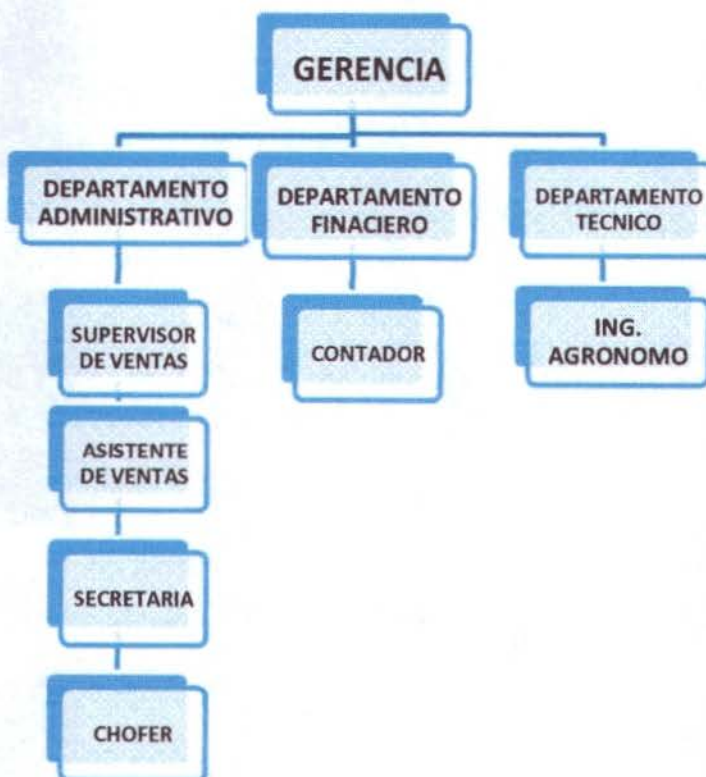 GERENCIA
DEPARTAMENTO
ADMINISTRATIVO
DEPARTAMENTO
FINACIERO
DEPARTAMENTO
TECNICO
SUPERVISOR
DE VENTAS
CONTADOR
ING.
AGRONOMO
ASISTENTE
DE VENTAS
SECRETARIA
CHOFER